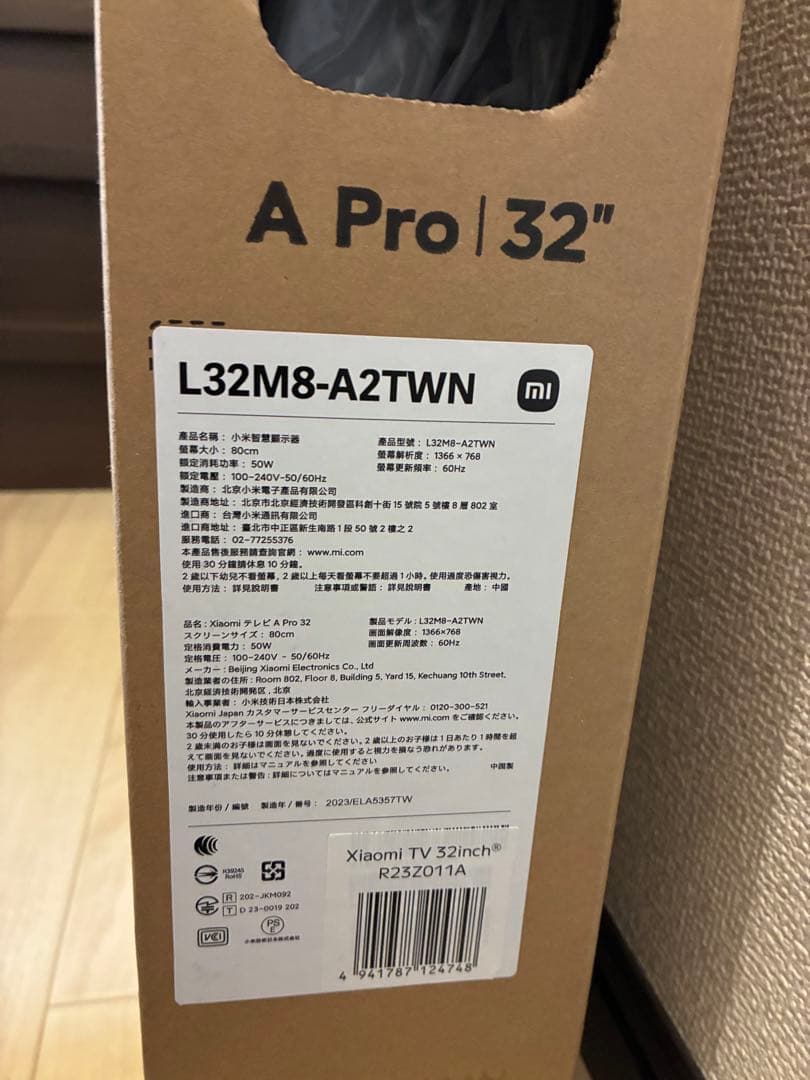 A Pro | 32"
L32M8-A2TWN
mi
產品名稱：小米智慧顯示器 產品型號：L32M8-A2TWN
螢幕大小：80cm 螢幕解析度：1366 × 768
額定消耗功率：50W 螢幕更新頻率：60Hz
額定電壓：100-240V~50/60Hz
製造商：北京小米電子產品有限公司
製造商地址：北京市北京經濟技術開發區科創十街 15 號院 5 號樓 8 層 802 室
進口商：台灣小米通訊有限公司
進口商地址：臺北市中正區新生南路 1 段 50 號 2 樓之 2
服務電話：02-77255376
本產品售後服務請查詢官網：www.mi.com
使用 30 分鐘請休息 10 分鐘。
2 歲以下幼兒不看螢幕，2 歲以上每天看螢幕不要超過 1 小時。使用過度恐傷害視力。
使用方法：詳見說明書 注意事項或警語：詳見說明書 產地：中國
品名：Xiaomi テレビ A Pro 32 製品モデル：L32M8-A2TWN
スクリーンサイズ：80cm 画面解像度：1366×768
定格消費電力：50W 画面更新周波数：60Hz
定格電圧：100-240V ~ 50/60Hz
メーカー：Beijing Xiaomi Electronics Co., Ltd
製造業者の住所：Room 802, Floor 8, Building 5, Yard 15, Kechuang 10th Street,
北京経済技術開発区，北京
輸入事業者：小米技術日本株式会社
Xiaomi Japan カスタマーサービスセンター フリーダイヤル：0120-300-521
本製品のアフターサービスにつきましては、公式サイト www.mi.com をご確認ください。
30 分使用したら 10 分休憩してください。
2 歳未満のお子様は画面を見ないでください。2 歳以上のお子様は 1 日あたり 1 時間を超
えて画面を見ないでください。過度に使用すると視力を損なう恐れがあります。
使用方法：詳細はマニュアルを参照してください
注意事項または警告：詳細についてはマニュアルを参照してください。 中国製
製造年份 / 編號 製造年 / 番号：2023/ELA5357TW
Xiaomi TV 32inch®
R23Z011A
R39245
RoHS
R 202-JKM092
T D 23-0019 202
VCCI
PS
E
小米技術日本株式会社
4 941787 124748